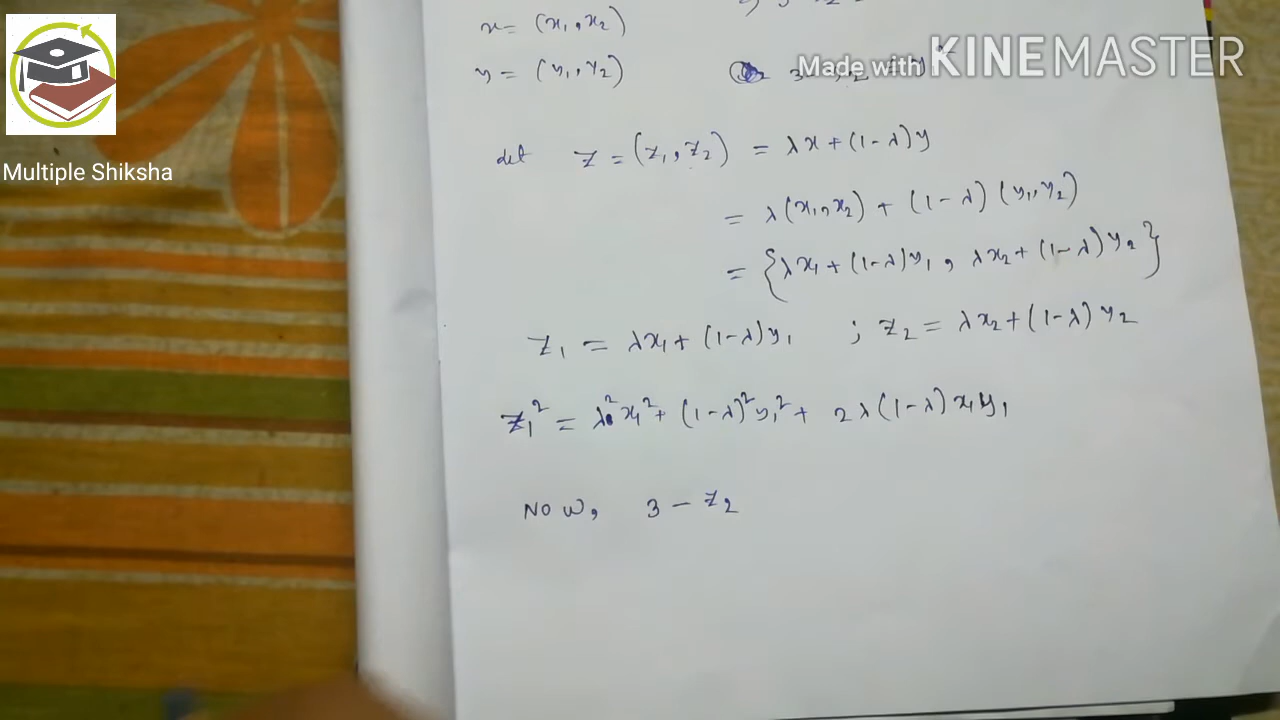 x = (x₁, x₂)
y = (y₁, y₂)
Made with KINEMASTER
Multiple Shiksha
Let z = (z₁, z₂) = λx + (1-λ)y
= λ(x₁, x₂) + (1-λ)(y₁, y₂)
= {λx₁ + (1-λ)y₁, λx₂ + (1-λ)y₂}
z₁ = λx₁ + (1-λ)y₁ ; z₂ = λx₂ + (1-λ)y₂
z₁² = λ²x₁² + (1-λ)²y₁² + 2λ(1-λ)x₁y₁
Now, 3 - z₂